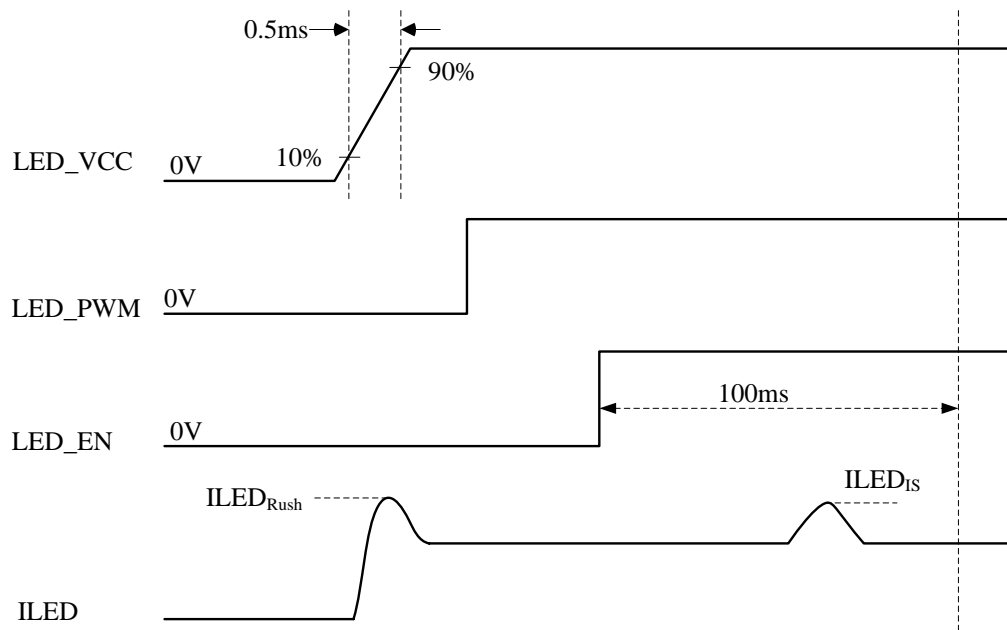 0.5ms
90%
10%
LED_VCC
0V
LED_PWM
0V
100ms
LED_EN
0V
ILED_Rush
ILED_IS
ILED